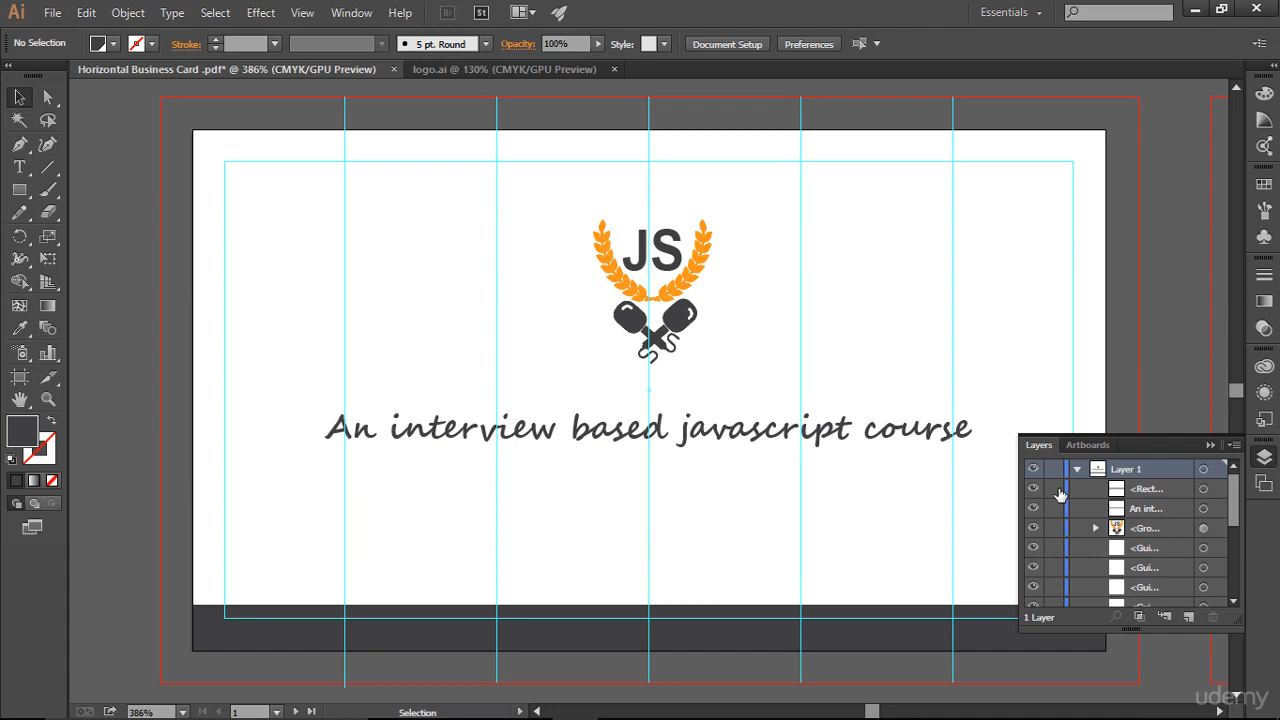 Ai File Edit Object Type Select Effect View Window Help Br St Essentials
No Selection Stroke: 5 pt. Round Opacity: 100% Style: Document Setup Preferences
Horizontal Business Card .pdf* @ 386% (CMYK/GPU Preview) logo.ai @ 130% (CMYK/GPU Preview)
JS
An interview based javascript course
Layers Artboards
Layer 1
<Rect...
An int...
<Gro...
<Gui...
<Gui...
<Gui...
1 Layer
386% 1 Selection
udemy